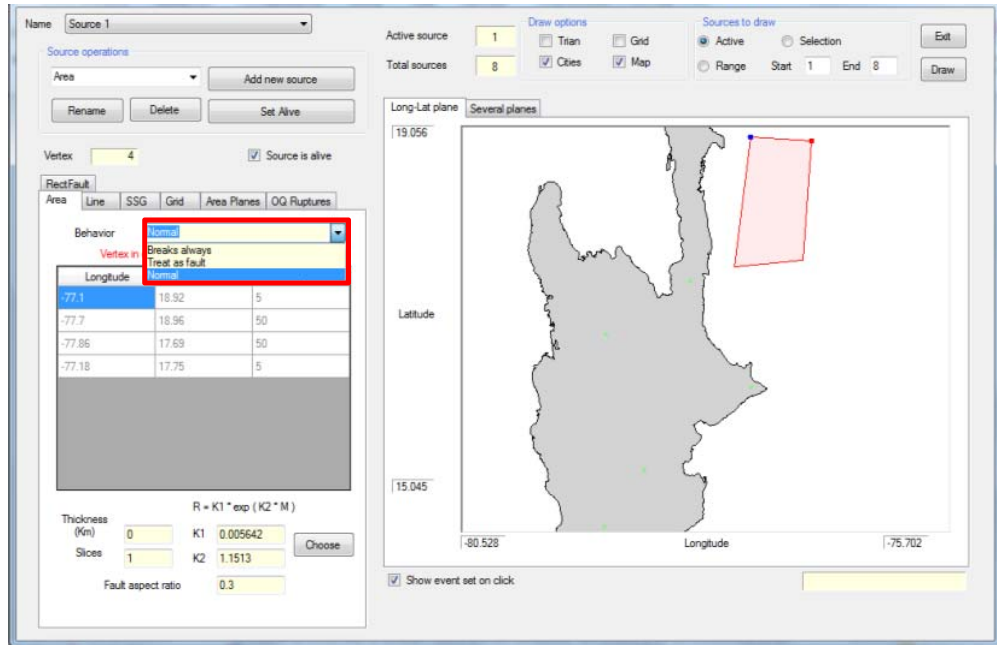 Name Source 1
Source operations
Area Add new source
Rename Delete Set Alive
Vertex 4 Source is alive
RectFault
Area Line SSG Grid Area Planes OQ Ruptures
Behavior Normal
Breaks always
Vertex in
Treat as fault
Longitude Normal
-77.1 18.92 5
-77.7 18.96 50
-77.86 17.69 50
-77.18 17.75 5
R = K1 * exp ( K2 * M )
Thickness
(Km) 0 K1 0.005642
Choose
Slices 1 K2 1.1513
Fault aspect ratio 0.3
Active source 1
Total sources 8
Draw options
Trian Grid
Cities Map
Sources to draw
Active Selection
Range Start 1 End 8
Exit
Draw
Long-Lat plane Several planes
19.056
Latitude
15.045
-80.528 Longitude -75.702
Show event set on click